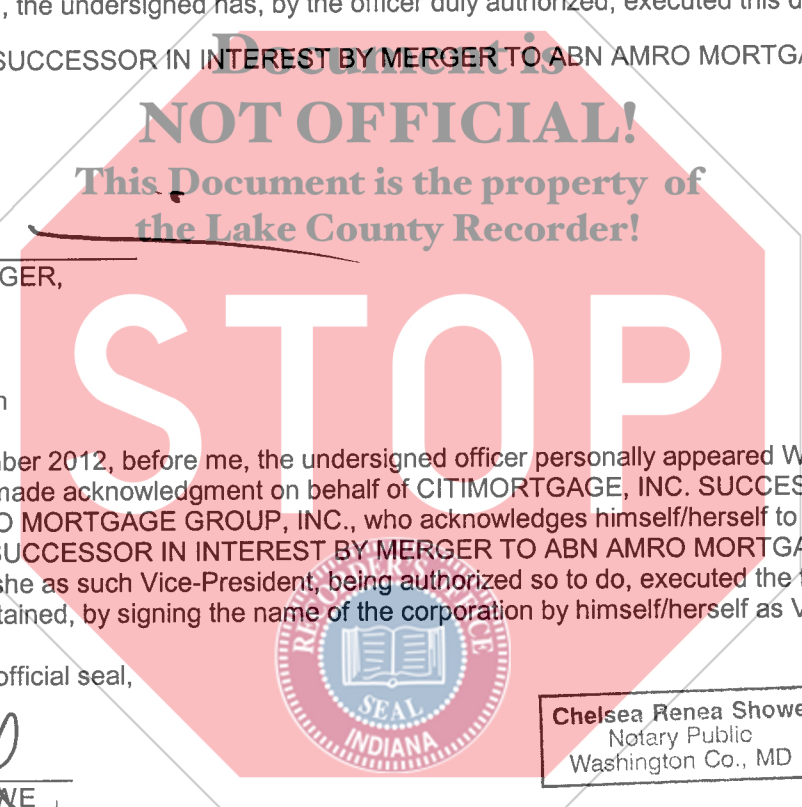 , the undersigned has, by the officer duly authorized, executed this d
Document is
SUCCESSOR IN INTEREST BY MERGER TO ABN AMRO MORTGA
NOT OFFICIAL!
This Document is the property of
the Lake County Recorder!
GER,
STOP
ber 2012, before me, the undersigned officer personally appeared W
made acknowledgment on behalf of CITIMORTGAGE, INC. SUCCES
O MORTGAGE GROUP, INC., who acknowledges himself/herself to
SUCCESSOR IN INTEREST BY MERGER TO ABN AMRO MORTGA
she as such Vice-President, being authorized so to do, executed the f
tained, by signing the name of the corporation by himself/herself as V
official seal,
RECORDER'S OFFICE
SEAL
INDIANA
Chelsea Renea Showe
Notary Public
Washington Co., MD
WE